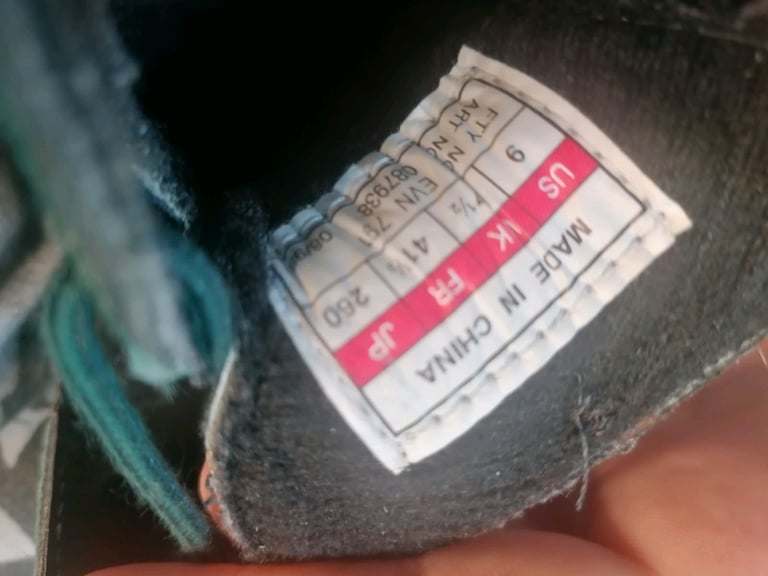 MADE IN CHINA
US UK FR JP
9 7½ 41½ 260
FTY NO EVN 791
ART NO 087938